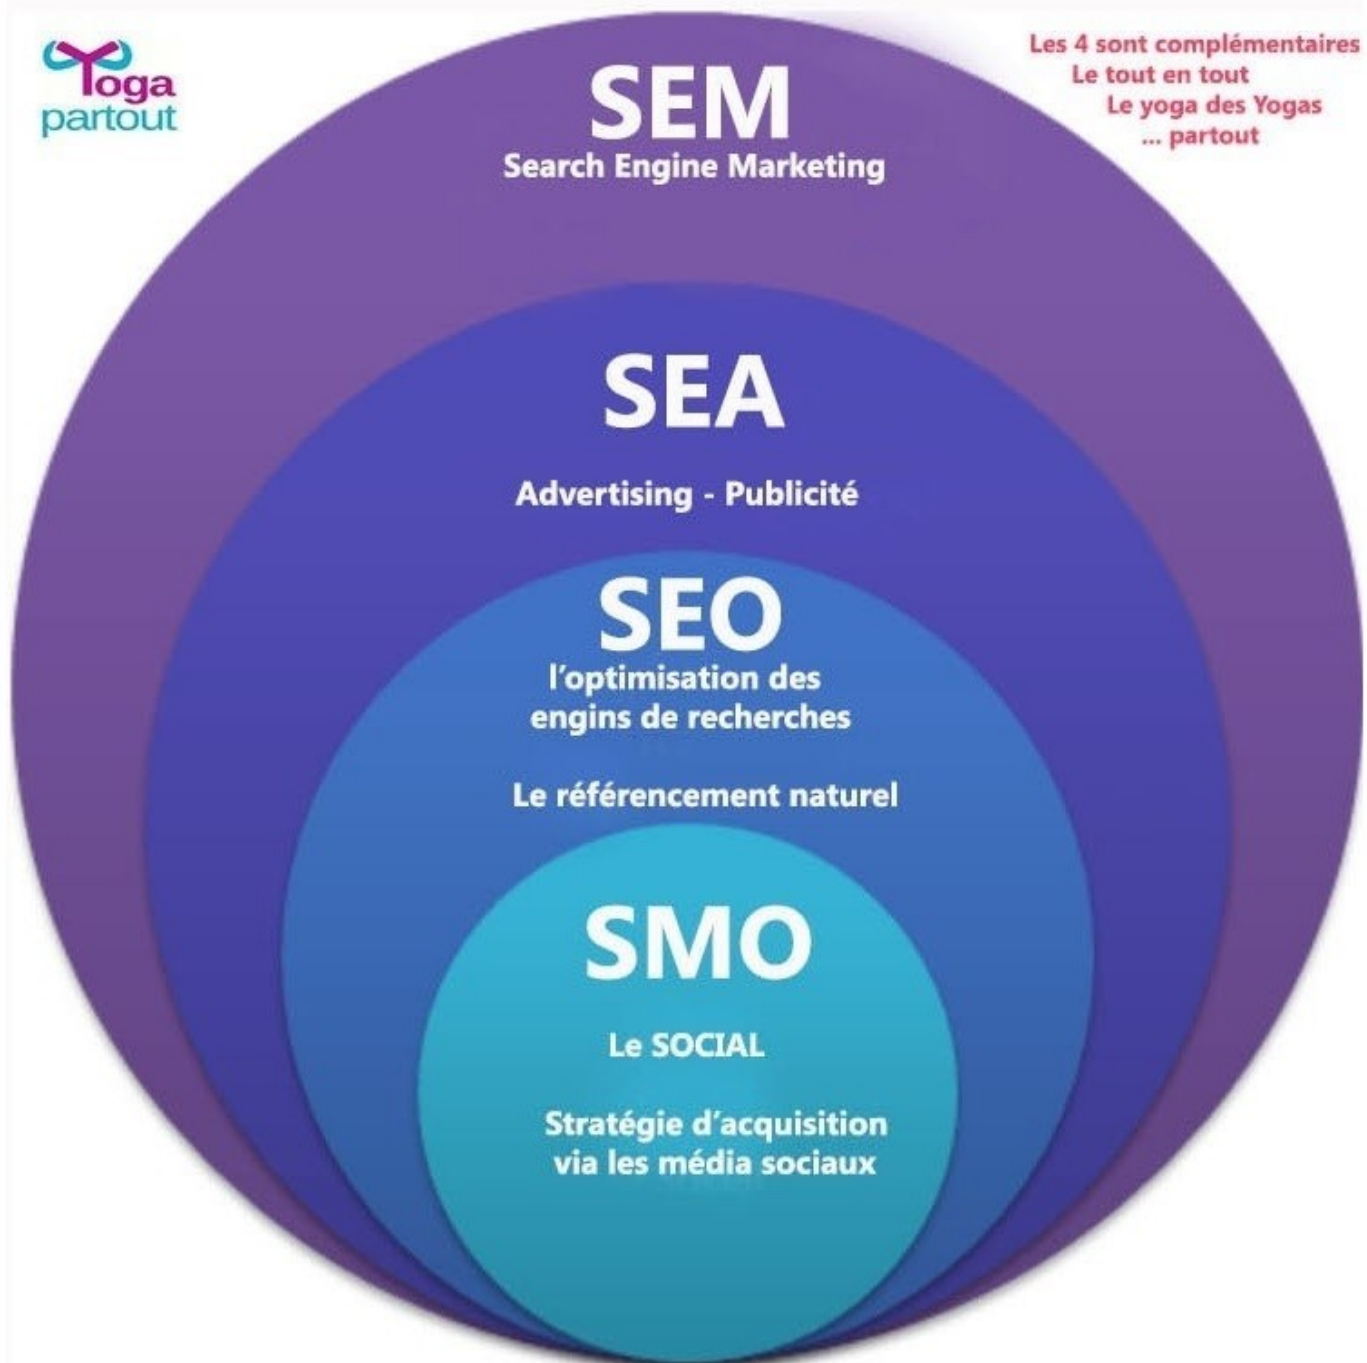 Yoga
partout
Les 4 sont complémentaires
Le tout en tout
Le yoga des Yogas
... partout
SEM
Search Engine Marketing
SEA
Advertising - Publicité
SEO
l'optimisation des
engins de recherches
Le référencement naturel
SMO
Le SOCIAL
Stratégie d'acquisition
via les média sociaux